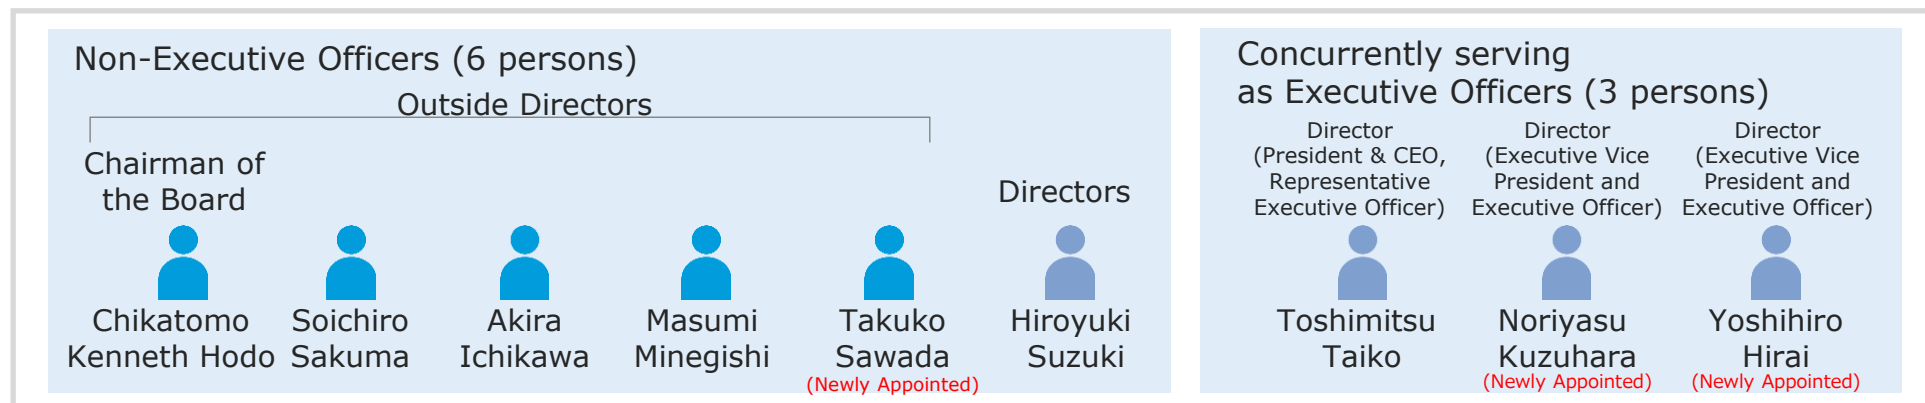 Non-Executive Officers (6 persons)
Outside Directors
Chairman of
the Board
Directors
Chikatomo
Kenneth Hodo
Soichiro
Sakuma
Akira
Ichikawa
Masumi
Minegishi
Takuko
Sawada
(Newly Appointed)
Hiroyuki
Suzuki
Concurrently serving
as Executive Officers (3 persons)
Director
(President & CEO,
Representative
Executive Officer)
Toshimitsu
Taiko
Director
(Executive Vice
President and
Executive Officer)
Noriyasu
Kuzuhara
(Newly Appointed)
Director
(Executive Vice
President and
Executive Officer)
Yoshihiro
Hirai
(Newly Appointed)